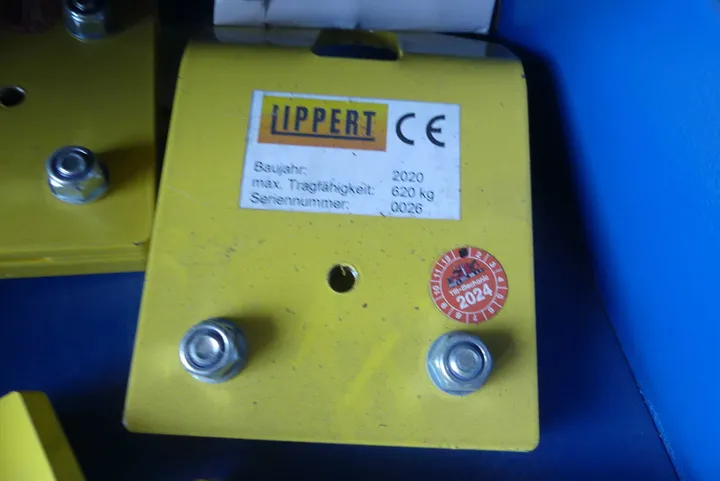 LIPPERT CE
Baujahr: 2020
max. Tragfähigkeit: 620 kg
Seriennummer: 0026
2024